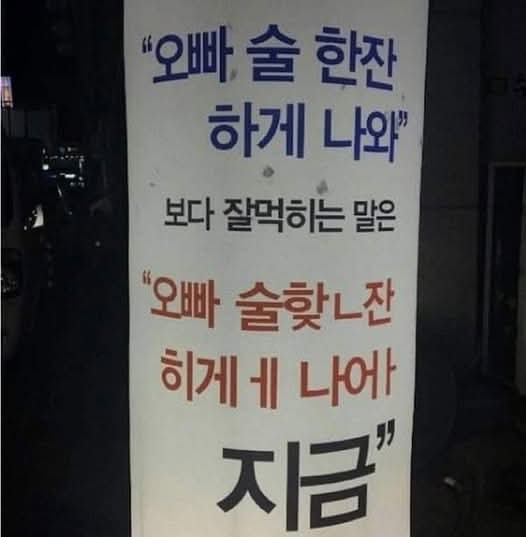 “오빠 술 한잔
하게 나와”
보다 잘먹히는 말은
“오빠 술핫ㄴ잔
히게ㅔ 나어ㅏ
지금”